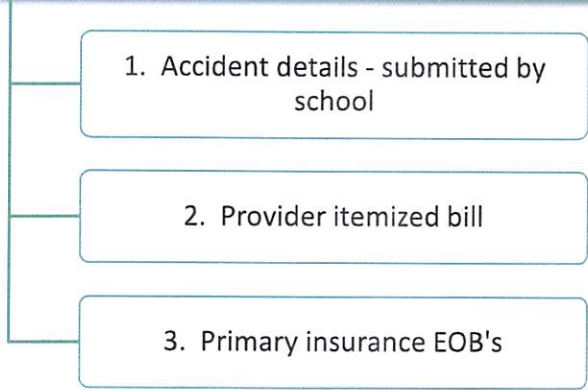 1. Accident details - submitted by
school
2. Provider itemized bill
3. Primary insurance EOB's